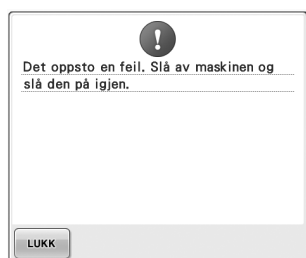 Det oppsto en feil. Slå av maskinen og
slå den på igjen.
LUKK